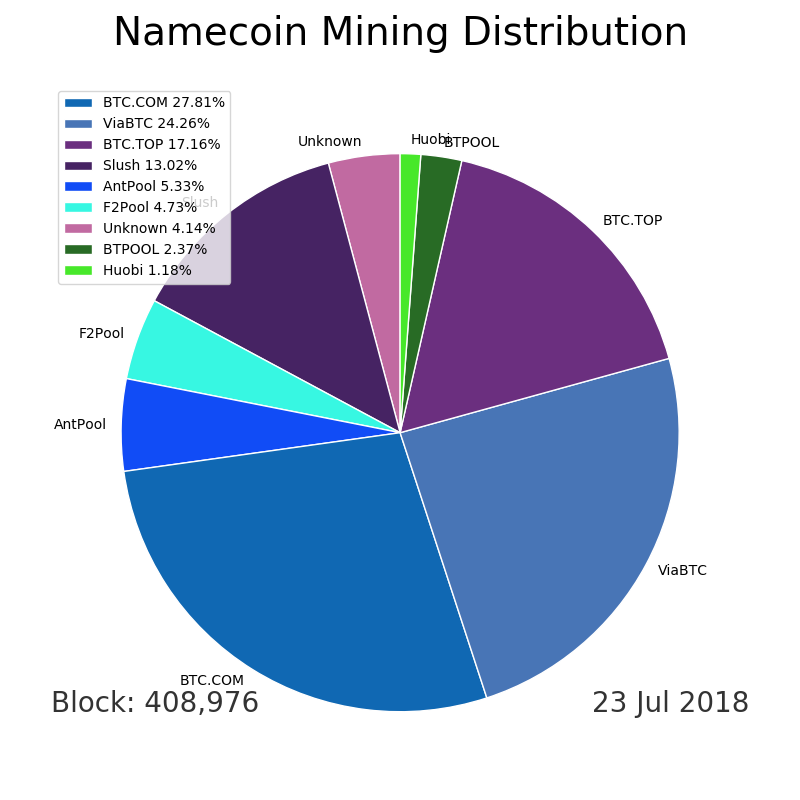 Namecoin Mining Distribution
BTC.COM 27.81%
ViaBTC 24.26%
BTC.TOP 17.16%
Slush 13.02%
AntPool 5.33%
F2Pool 4.73%
Unknown 4.14%
BTPOOL 2.37%
Huobi 1.18%
Unknown
Huobi
BTPOOL
Slush
BTC.TOP
F2Pool
AntPool
ViaBTC
BTC.COM
Block: 408,976
23 Jul 2018